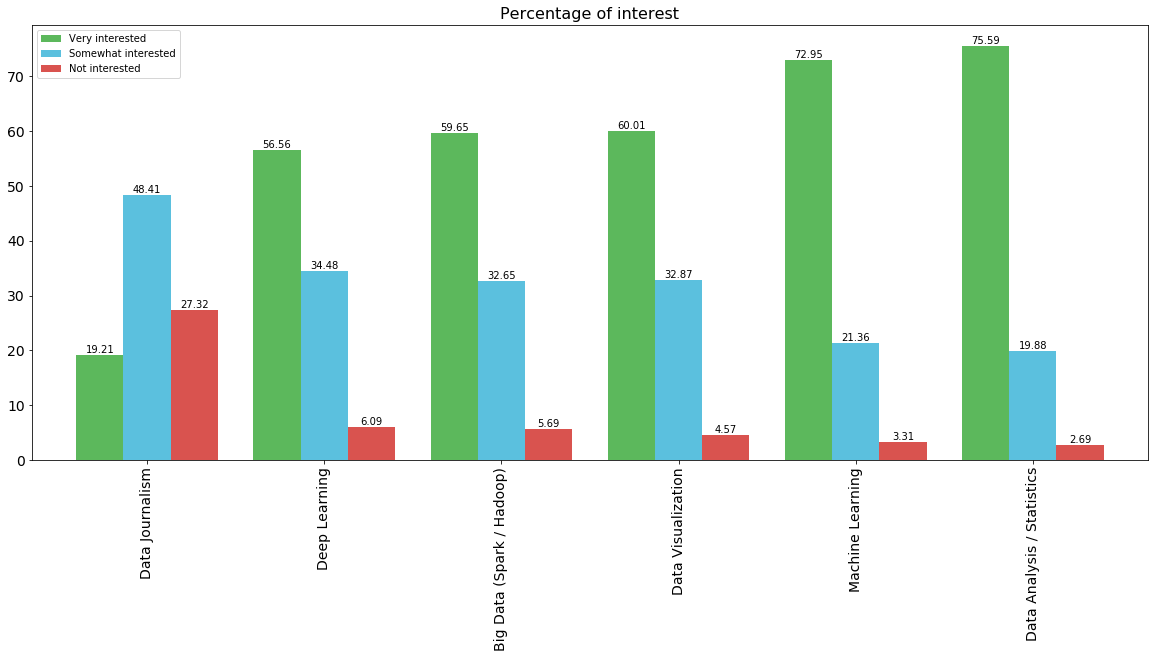 Percentage of interest
Very interested
Somewhat interested
Not interested
70
60
50
40
30
20
10
0
19.21
48.41
27.32
56.56
34.48
6.09
59.65
32.65
5.69
60.01
32.87
4.57
72.95
21.36
3.31
75.59
19.88
2.69
Data Journalism
Deep Learning
Big Data (Spark / Hadoop)
Data Visualization
Machine Learning
Data Analysis / Statistics